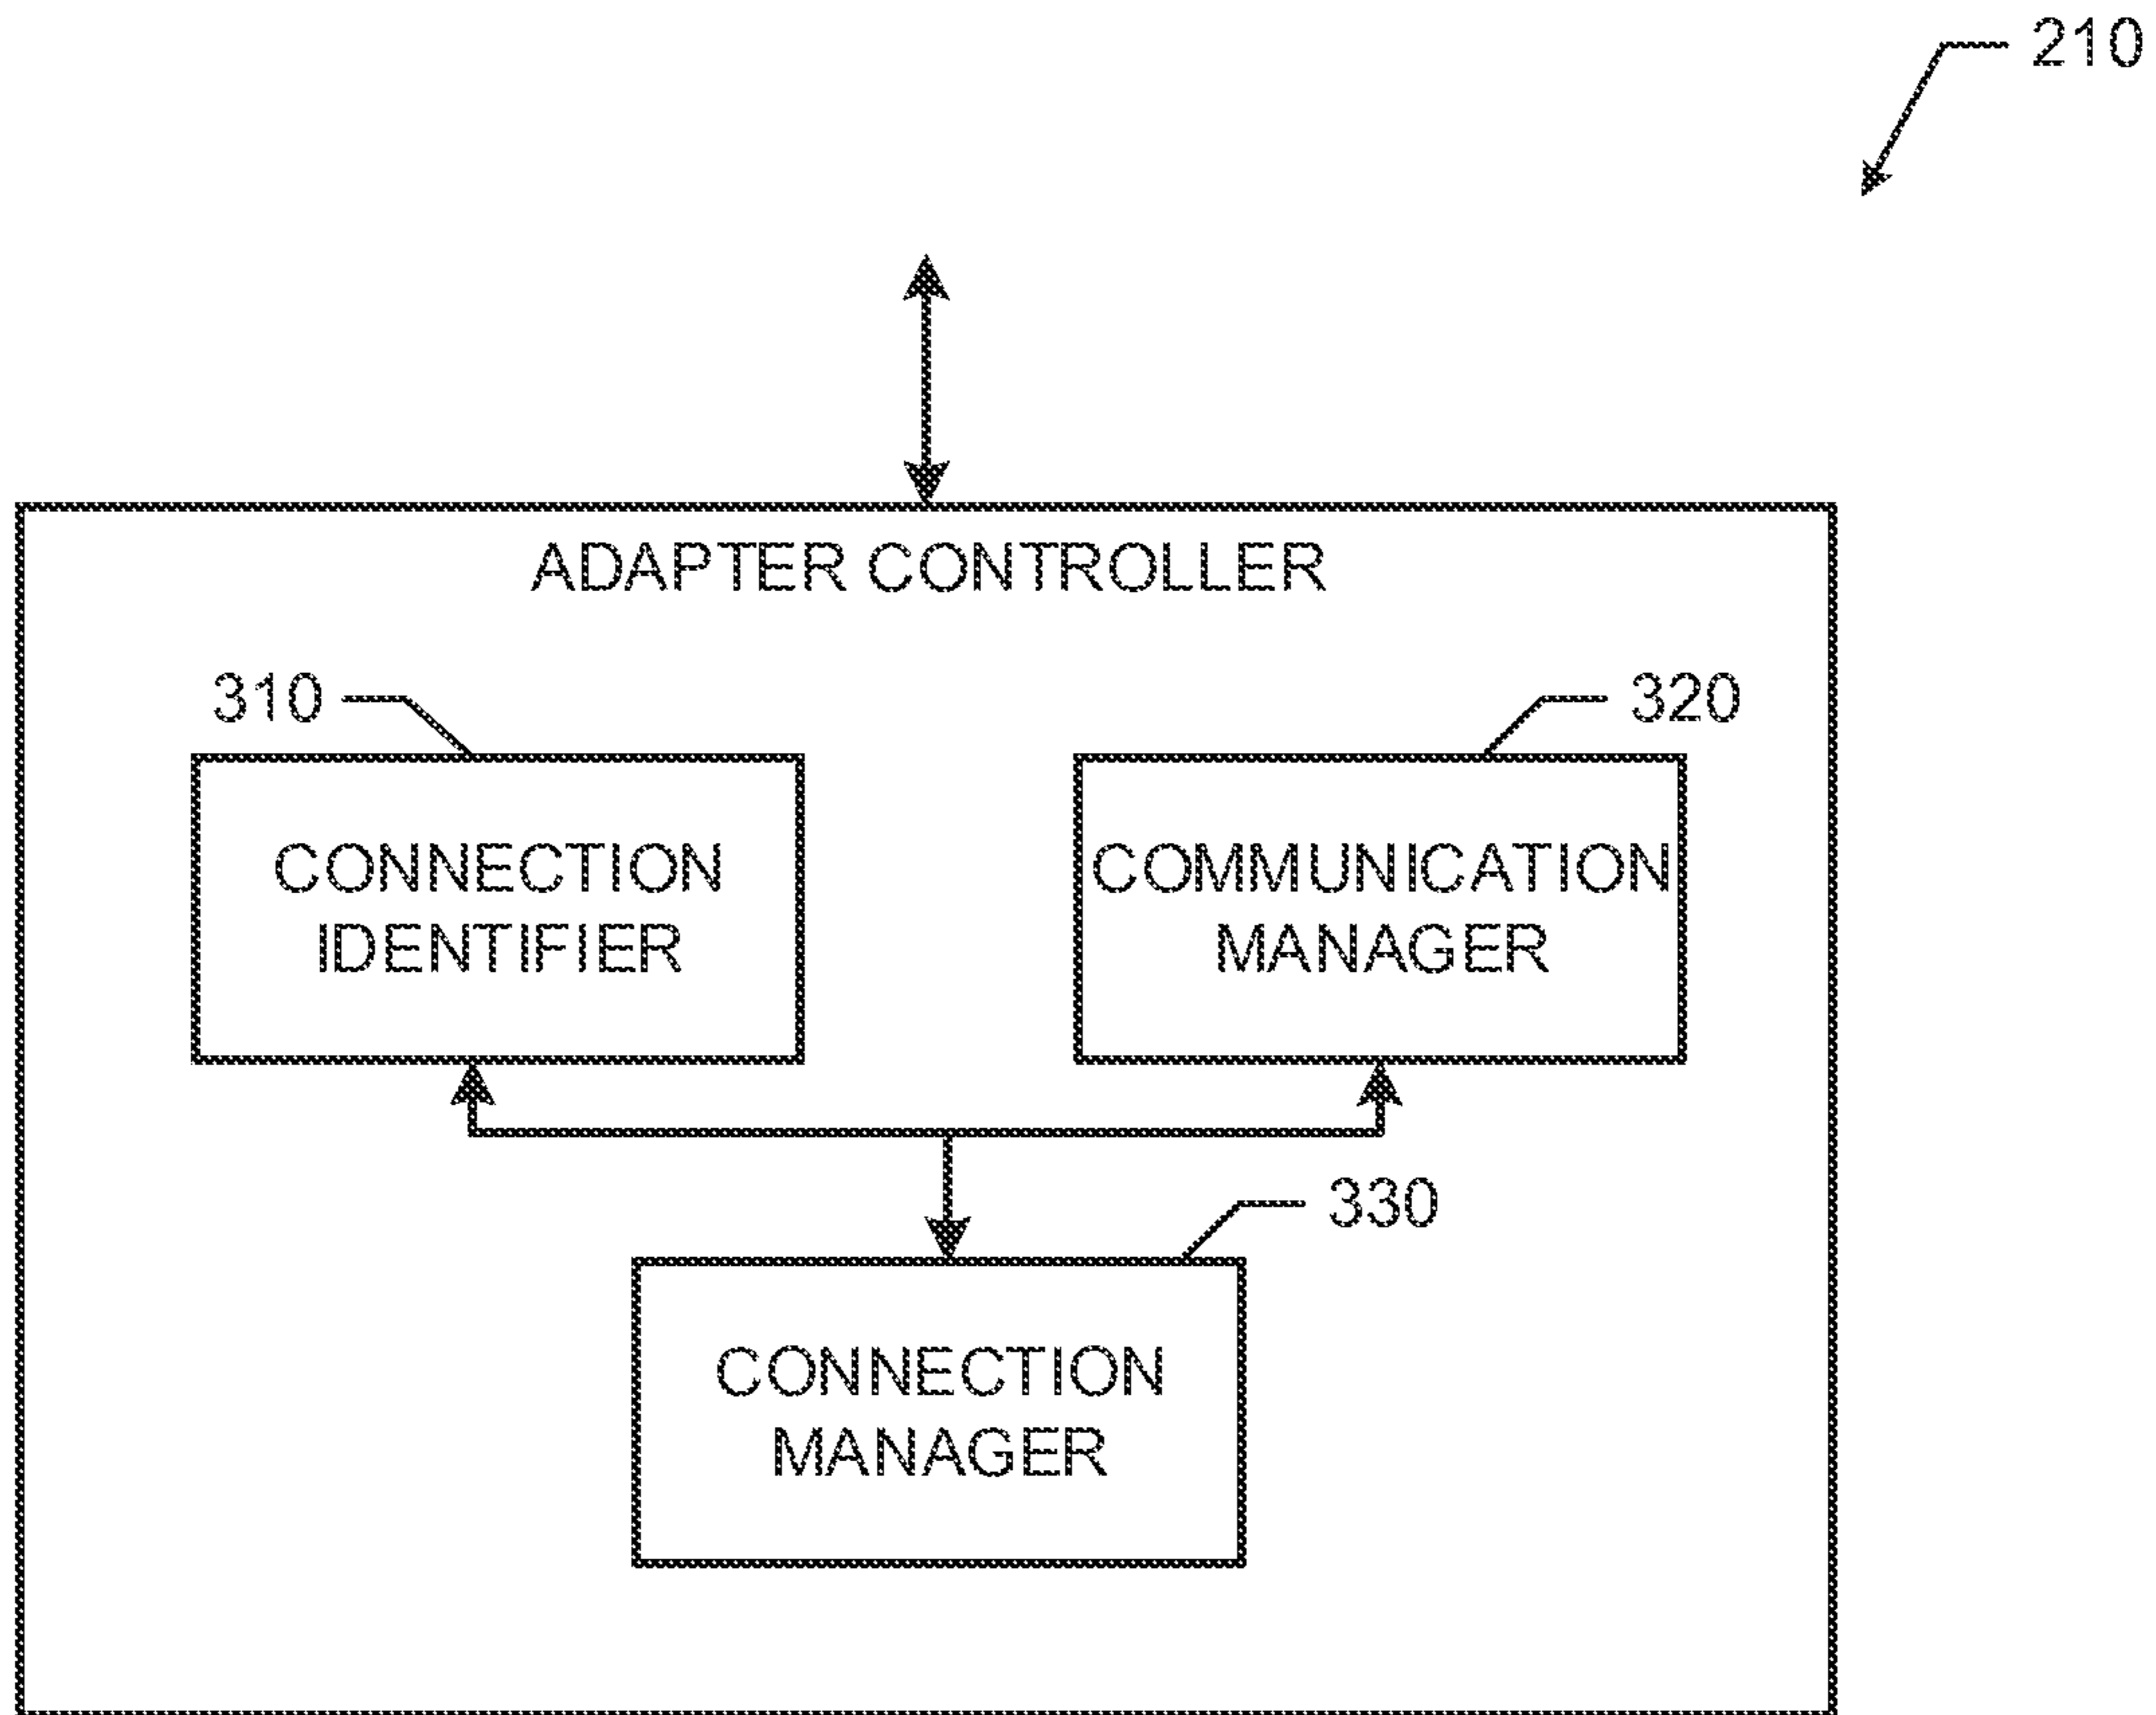 210
ADAPTER CONTROLLER
310
320
CONNECTION
IDENTIFIER
COMMUNICATION
MANAGER
330
CONNECTION
MANAGER